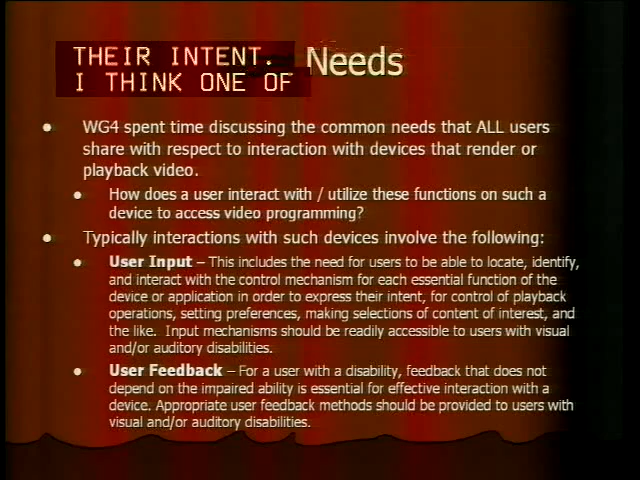 THEIR INTENT.
I THINK ONE OF
Needs
WG4 spent time discussing the common needs that ALL users
share with respect to interaction with devices that render or
playback video.
How does a user interact with / utilize these functions on such a
device to access video programming?
Typically interactions with such devices involve the following:
User Input – This includes the need for users to be able to locate, identify,
and interact with the control mechanism for each essential function of the
device or application in order to express their intent, for control of playback
operations, setting preferences, making selections of content of interest, and
the like. Input mechanisms should be readily accessible to users with visual
and/or auditory disabilities.
User Feedback – For a user with a disability, feedback that does not
depend on the impaired ability is essential for effective interaction with a
device. Appropriate user feedback methods should be provided to users with
visual and/or auditory disabilities.